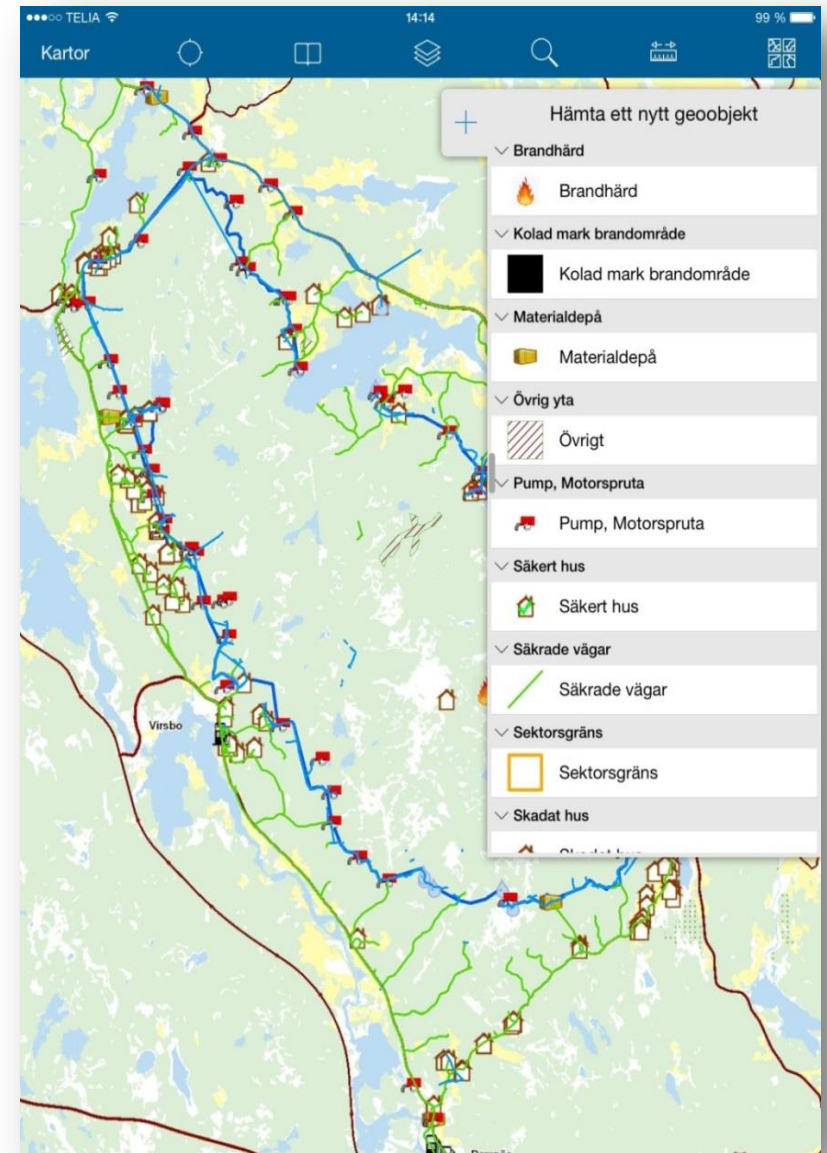 TELIA
14:14
99 %
Kartor
Hämta ett nytt geoobjekt
Brandhärd
Brandhärd
Kolad mark brandområde
Kolad mark brandområde
Materialdepå
Materialdepå
Övrig yta
Övrigt
Pump, Motorspruta
Pump, Motorspruta
Säkert hus
Säkert hus
Säkrade vägar
Säkrade vägar
Sektorsgräns
Sektorsgräns
Skadat hus
Virsbo